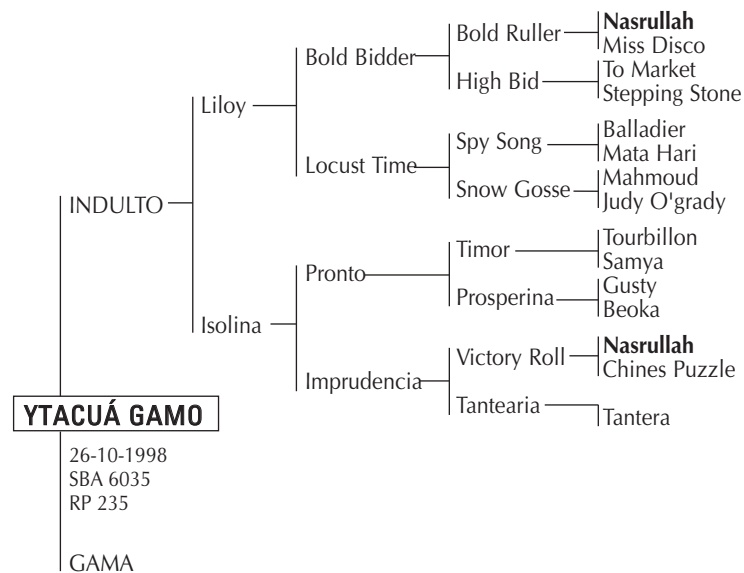 Nasrullah
Bold Ruller
Miss Disco
Bold Bidder
To Market
High Bid
Stepping Stone
Liloy
Balladier
Spy Song
Mata Hari
Locust Time
Mahmoud
Snow Gosse
Judy O'grady
INDULTO
Tourbillon
Timor
Samya
Pronto
Gusty
Prosperina
Beoka
Isolina
Nasrullah
Victory Roll
Chines Puzzle
Imprudencia
Tantearia
Tantera
YTACUÁ GAMO
26-10-1998
SBA 6035
RP 235
GAMA